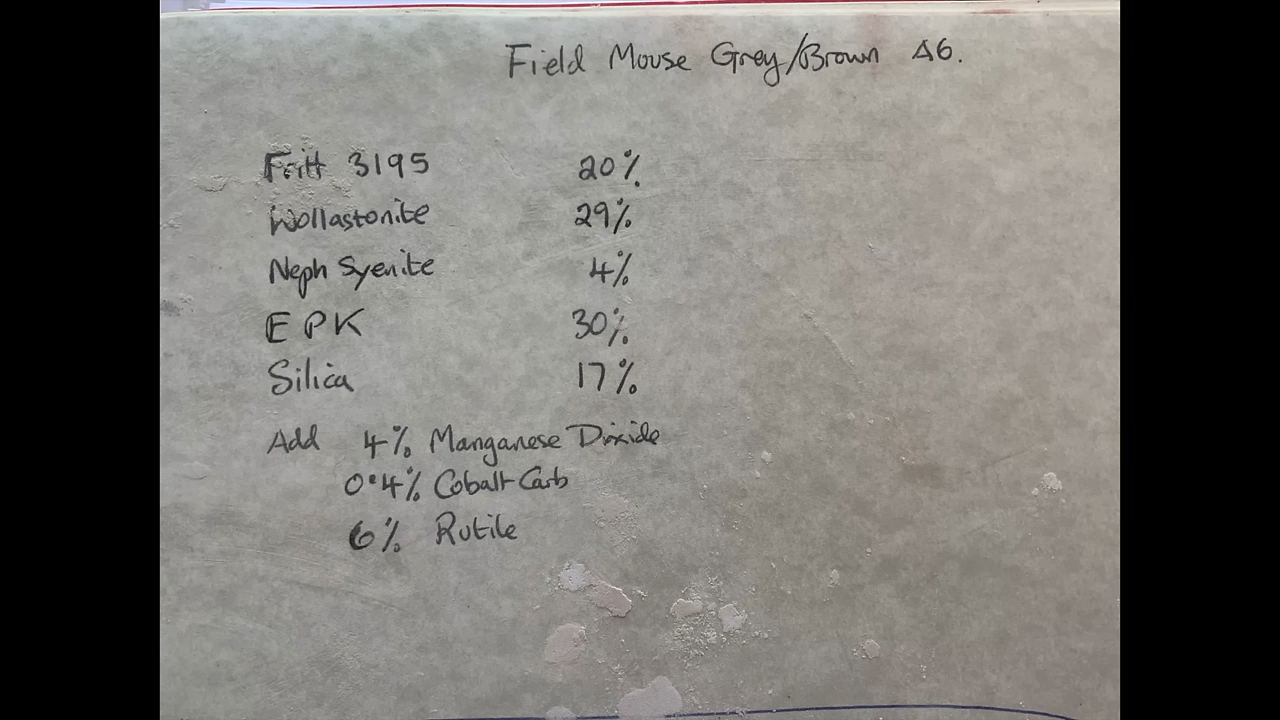 Field Mouse Grey/Brown Δ6.
Fritt 3195 20%
Wollastonite 29%
Neph Syenite 4%
EPK 30%
Silica 17%
Add 4% Manganese Dioxide
0.4% Cobalt Carb
6% Rutile